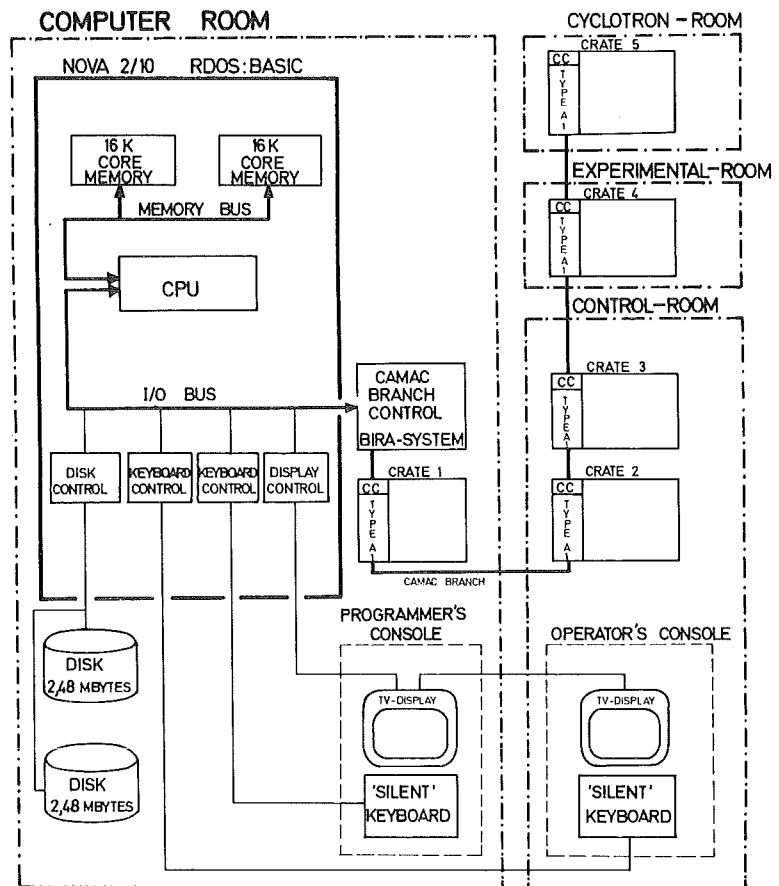 COMPUTER ROOM
NOVA 2/10 RDOS:BASIC
16 K
CORE
MEMORY
16 K
CORE
MEMORY
MEMORY BUS
CPU
I/O BUS
CAMAC
BRANCH
CONTROL
BIRA-SYSTEM
DISK
CONTROL
KEYBOARD
CONTROL
KEYBOARD
CONTROL
DISPLAY
CONTROL
CRATE 1
CC
TYPE A1
CAMAC BRANCH
DISK
2,48 MBYTES
DISK
2,48 MBYTES
PROGRAMMER'S
CONSOLE
TV-DISPLAY
'SILENT'
KEYBOARD
CYCLOTRON-ROOM
CRATE 5
CC
TYPE A1
EXPERIMENTAL-ROOM
CRATE 4
CC
TYPE A1
CONTROL-ROOM
CRATE 3
CC
TYPE A1
CRATE 2
CC
TYPE A1
OPERATOR'S CONSOLE
TV-DISPLAY
'SILENT'
KEYBOARD